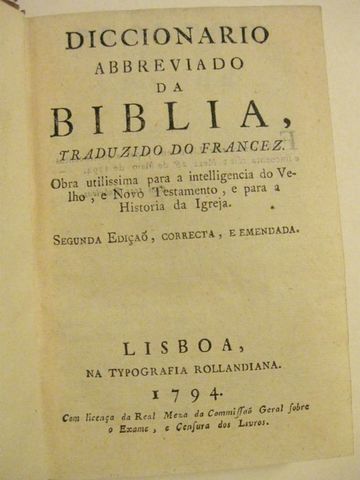 DICCIONARIO
ABBREVIADO
DA
BIBLIA,
TRADUZIDO DO FRANCEZ.
Obra utilissima para a intelligencia do Ve-
lho, e Novo Testamento, e para a
Historia da Igreja.
SEGUNDA EDIÇAÕ, CORRECTA, E EMENDADA.
LISBOA,
NA TYPOGRAFIA ROLLANDIANA.
1794.
Com licença da Real Meza da Commiſſaõ Geral ſobre
o Exame, e Cenſura dos Livros.